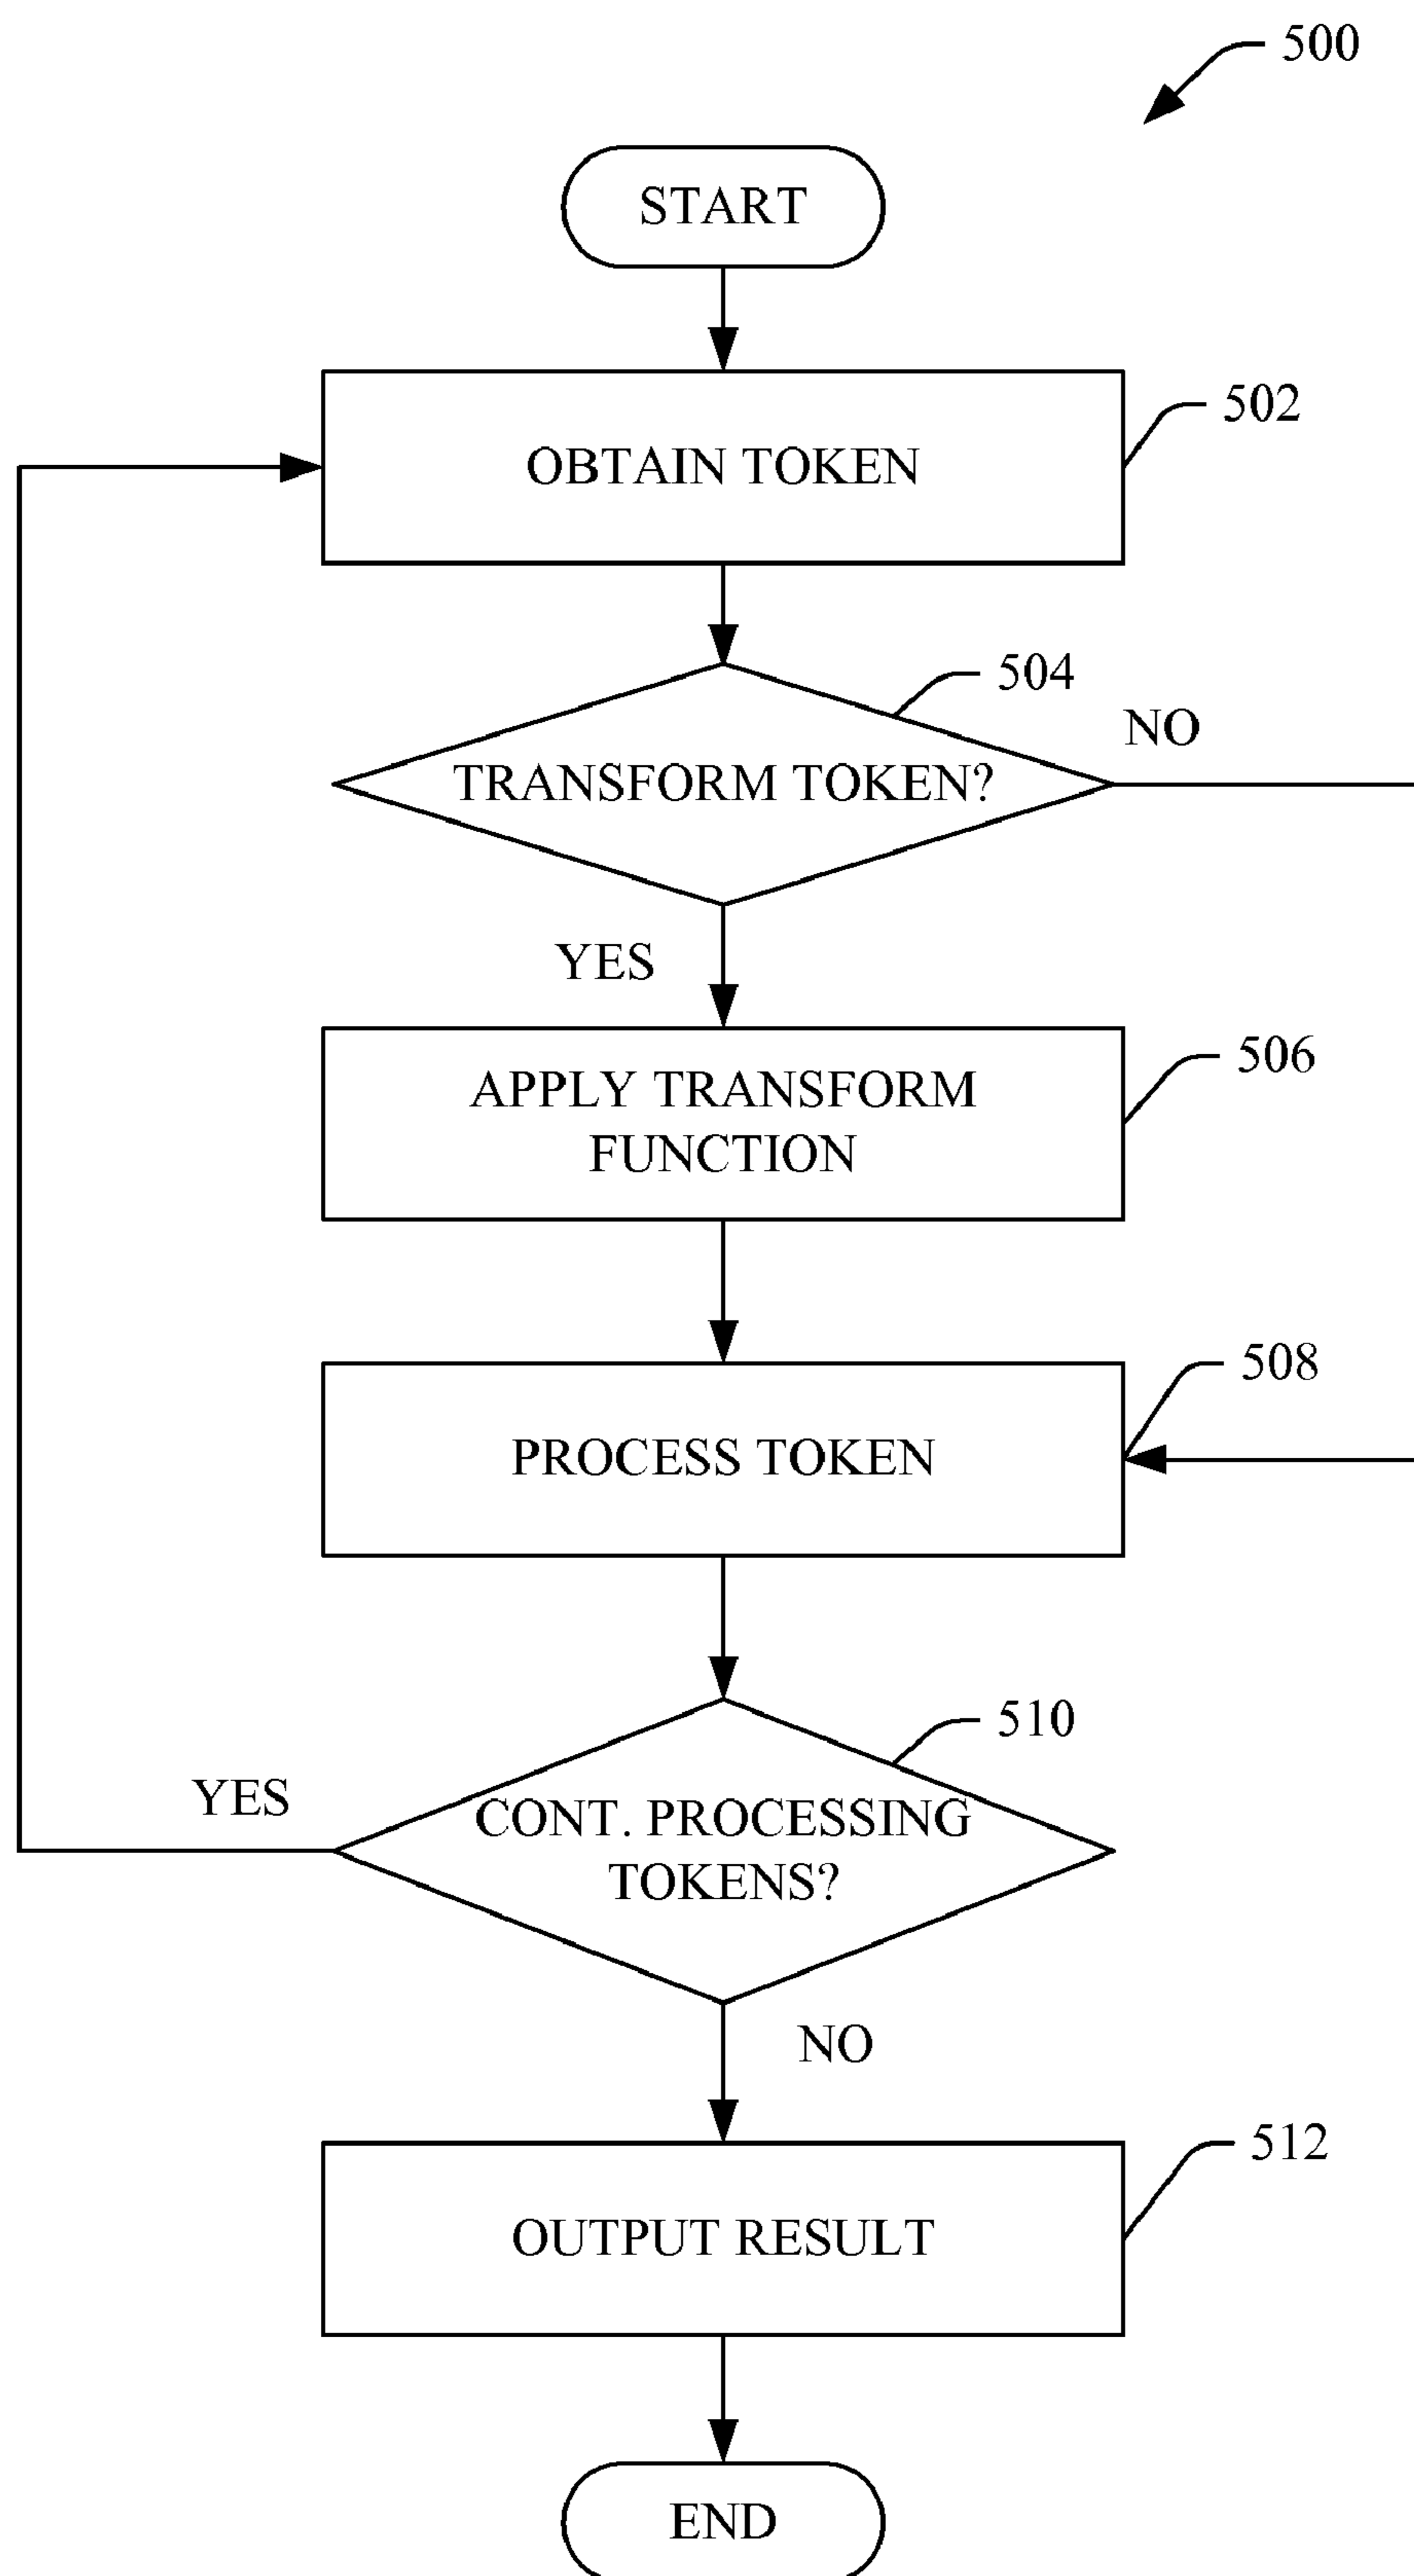 500
START
502
OBTAIN TOKEN
504
NO
TRANSFORM TOKEN?
YES
506
APPLY TRANSFORM
FUNCTION
508
PROCESS TOKEN
510
YES
CONT. PROCESSING
TOKENS?
NO
512
OUTPUT RESULT
END